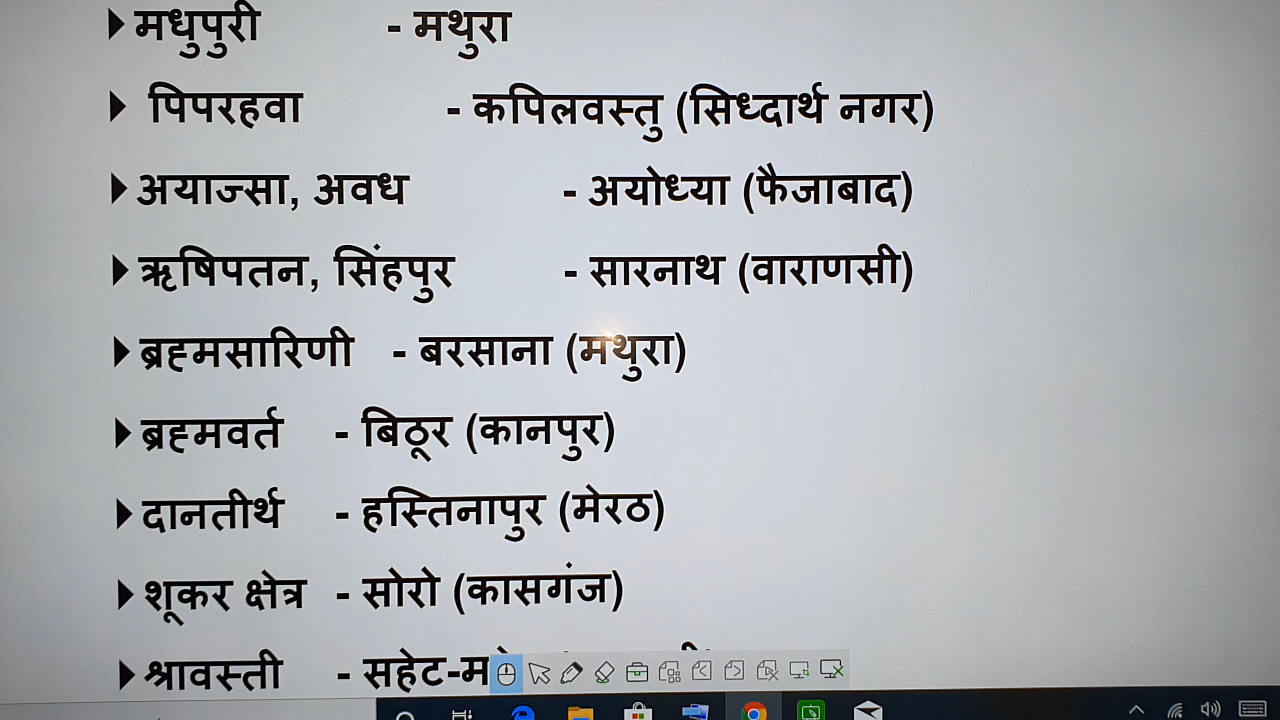 मधुपुरी - मथुरा
पिपरहवा - कपिलवस्तु (सिध्दार्थ नगर)
अयाज्सा, अवध - अयोध्या (फैजाबाद)
ऋषिपतन, सिंहपुर - सारनाथ (वाराणसी)
ब्रह्मसारिणी - बरसाना (मथुरा)
ब्रह्मवर्त - बिठूर (कानपुर)
दानतीर्थ - हस्तिनापुर (मेरठ)
शूकर क्षेत्र - सोरो (कासगंज)
श्रावस्ती